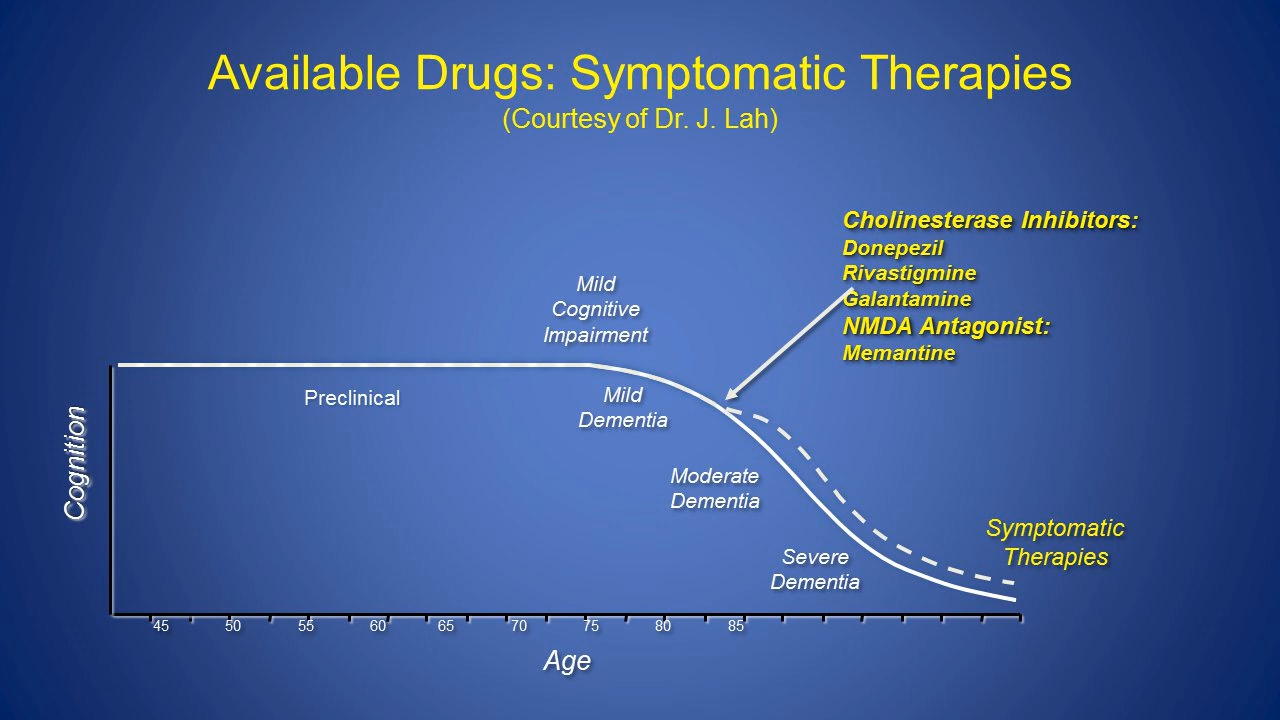 Available Drugs: Symptomatic Therapies
(Courtesy of Dr. J. Lah)
Cholinesterase Inhibitors:
Donepezil
Rivastigmine
Galantamine
NMDA Antagonist:
Memantine
Mild
Cognitive
Impairment
Preclinical
Mild
Dementia
Moderate
Dementia
Severe
Dementia
Symptomatic
Therapies
Cognition
45 50 55 60 65 70 75 80 85
Age